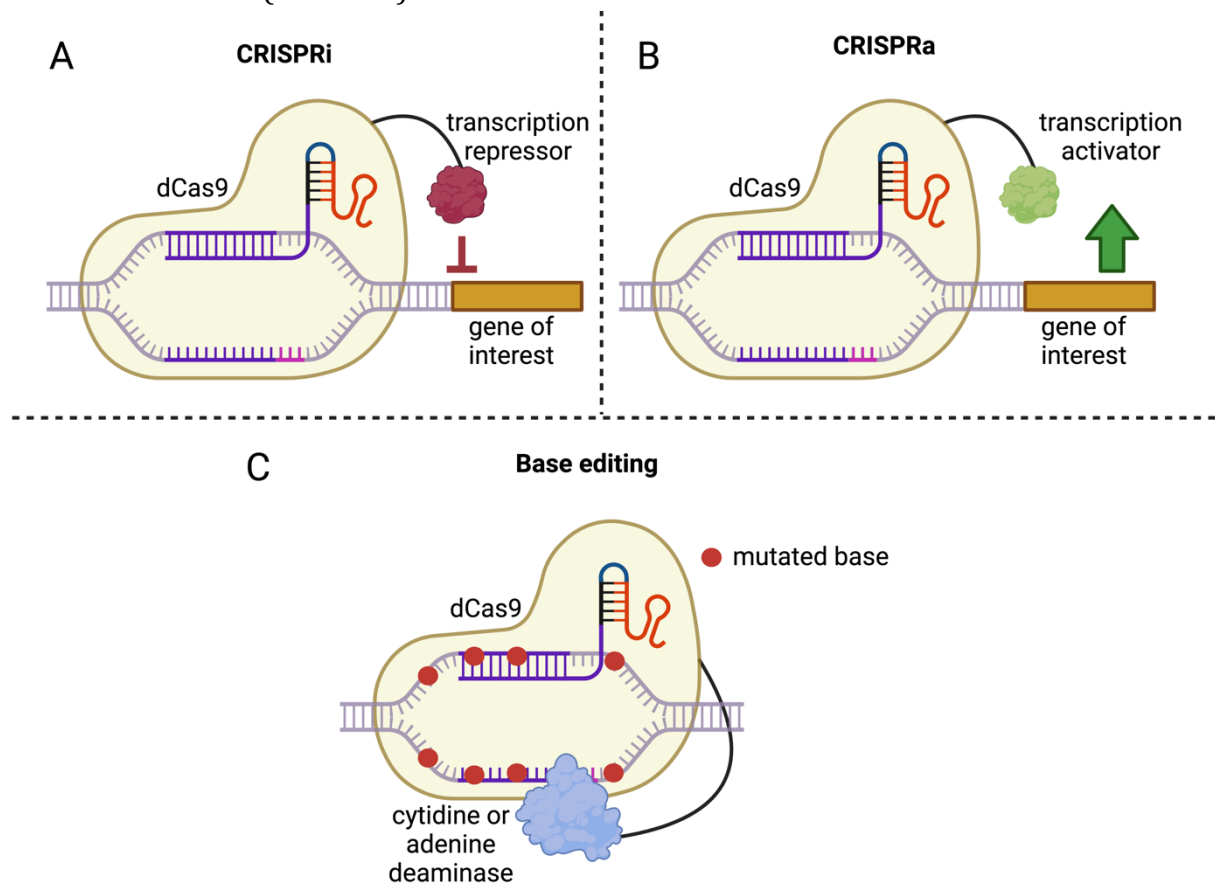 A
CRISPRi
transcription
repressor
dCas9
gene of
interest
B
CRISPRa
transcription
activator
dCas9
gene of
interest
C
Base editing
mutated base
dCas9
cytidine or
adenine
deaminase